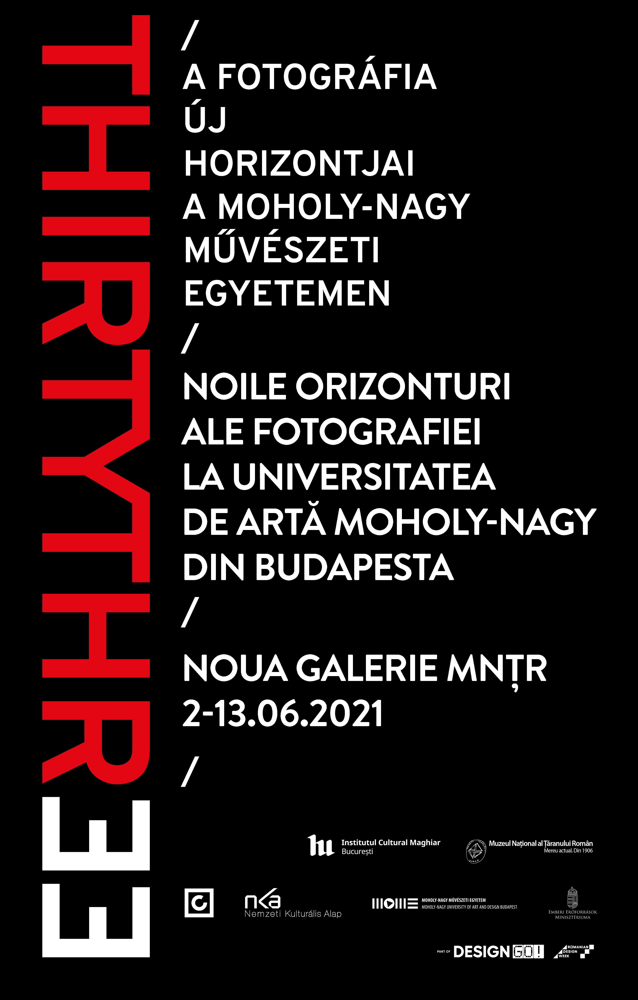 THIRTYTHREE
/
A FOTOGRÁFIA
ÚJ
HORIZONTJAI
A MOHOLY-NAGY
MŰVÉSZETI
EGYETEMEN
/
NOILE ORIZONTURI
ALE FOTOGRAFIEI
LA UNIVERSITATEA
DE ARTĂ MOHOLY-NAGY
DIN BUDAPESTA
/
NOUA GALERIE MNȚR
2-13.06.2021
/
hu
Institutul Cultural Maghiar
București
Muzeul Național al Țăranului Român
Mereu actual. Din 1906
nka
Nemzeti Kulturális Alap
MOME
MOHOLY-NAGY MŰVÉSZETI EGYETEM
MOHOLY-NAGY UNIVERSITY OF ART AND DESIGN BUDAPEST
EMBERI ERŐFORRÁSOK
MINISZTÉRIUMA
PART OF DESIGN GO!
ROMANIAN
DESIGN
WEEK